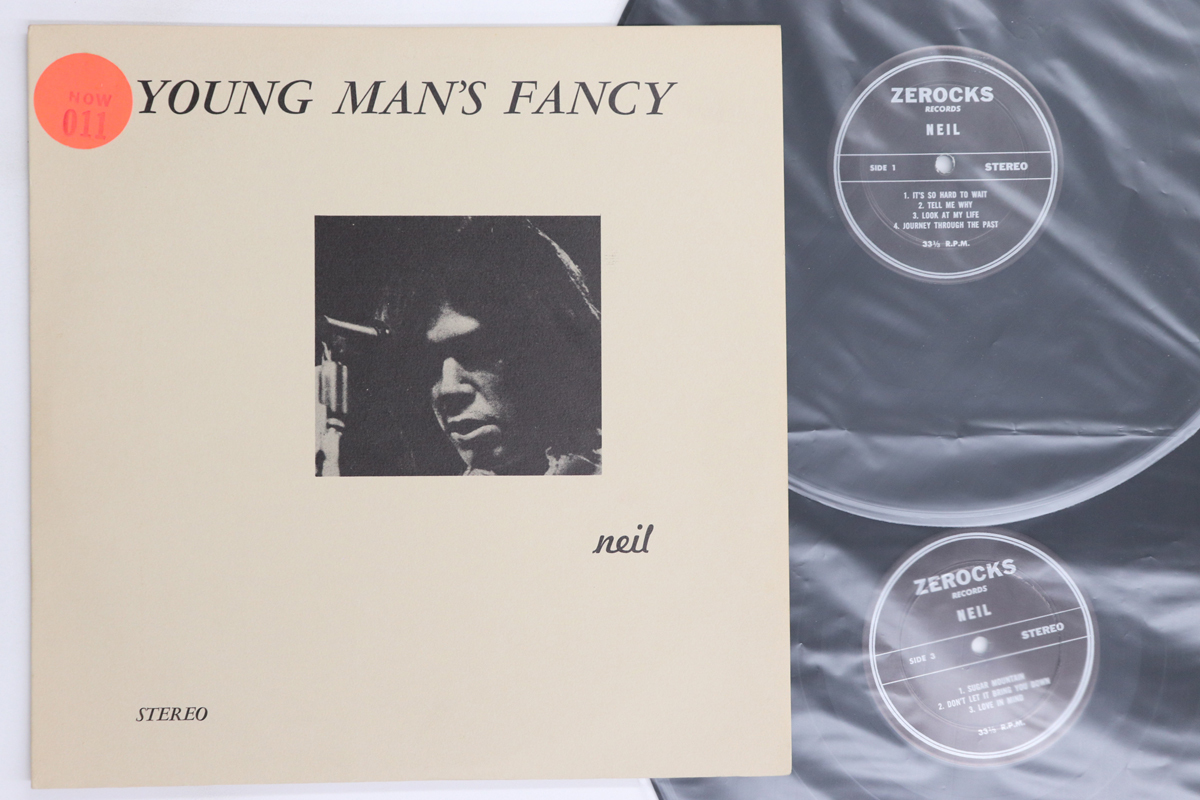 NOW
011
YOUNG MAN'S FANCY
neil
STEREO
ZEROCKS
RECORDS
NEIL
SIDE 1
STEREO
1. IT'S SO HARD TO WAIT
2. TELL ME WHY
3. LOOK AT MY LIFE
4. JOURNEY THROUGH THE PAST
33⅓ R.P.M.
ZEROCKS
RECORDS
NEIL
SIDE 3
STEREO
1. SUGAR MOUNTAIN
2. DON'T LET IT BRING YOU DOWN
3. LOVE IN MIND
33⅓ R.P.M.